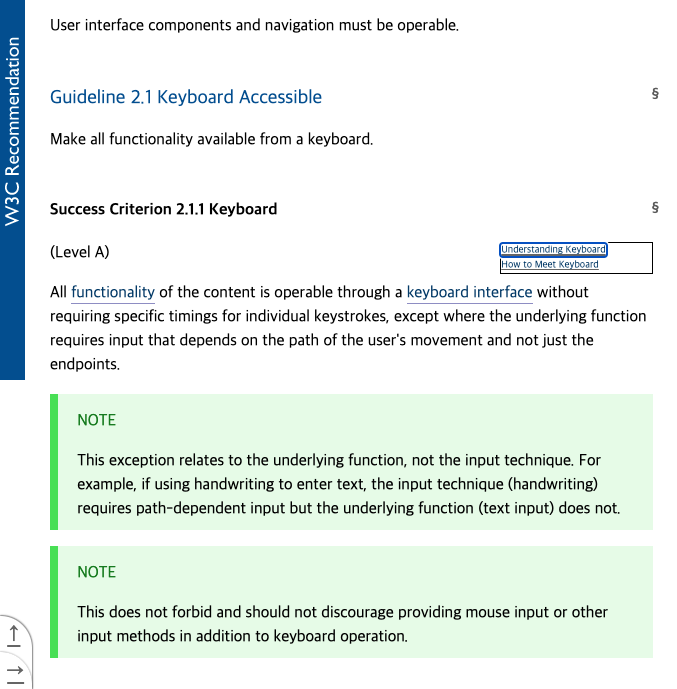 User interface components and navigation must be operable.
W3C Recommendation
Guideline 2.1 Keyboard Accessible §
Make all functionality available from a keyboard.
Success Criterion 2.1.1 Keyboard §
(Level A)
Understanding Keyboard
How to Meet Keyboard
All functionality of the content is operable through a keyboard interface without
requiring specific timings for individual keystrokes, except where the underlying function
requires input that depends on the path of the user's movement and not just the
endpoints.
NOTE
This exception relates to the underlying function, not the input technique. For
example, if using handwriting to enter text, the input technique (handwriting)
requires path-dependent input but the underlying function (text input) does not.
NOTE
This does not forbid and should not discourage providing mouse input or other
input methods in addition to keyboard operation.